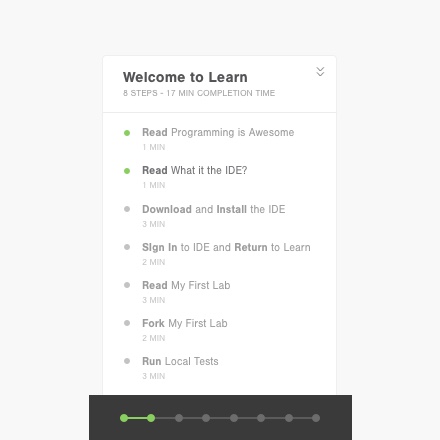 Welcome to Learn
8 STEPS - 17 MIN COMPLETION TIME
Read Programming is Awesome
1 MIN
Read What it the IDE?
1 MIN
Download and Install the IDE
3 MIN
Sign In to IDE and Return to Learn
2 MIN
Read My First Lab
3 MIN
Fork My First Lab
2 MIN
Run Local Tests
3 MIN